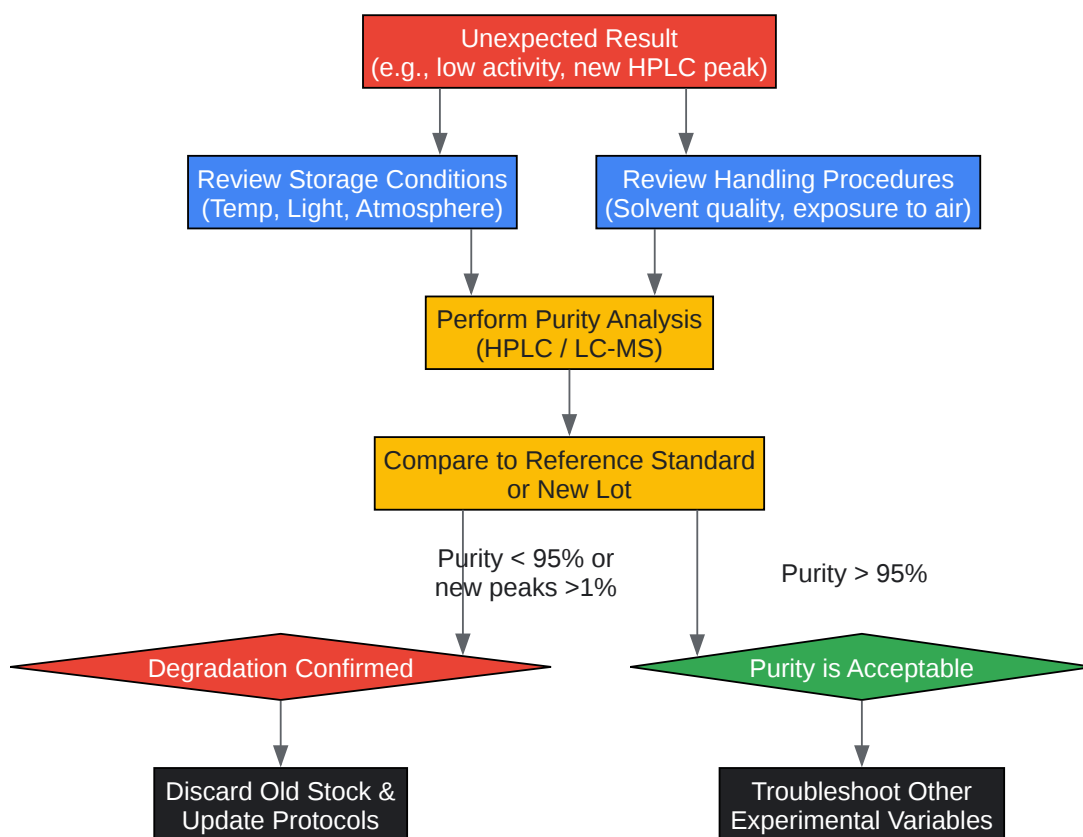 Unexpected Result
(e.g., low activity, new HPLC peak)
Review Storage Conditions
(Temp, Light, Atmosphere)
Review Handling Procedures
(Solvent quality, exposure to air)
Perform Purity Analysis
(HPLC / LC-MS)
Compare to Reference Standard
or New Lot
Purity < 95% or
new peaks >1%
Purity > 95%
Degradation Confirmed
Purity is Acceptable
Discard Old Stock &
Update Protocols
Troubleshoot Other
Experimental Variables